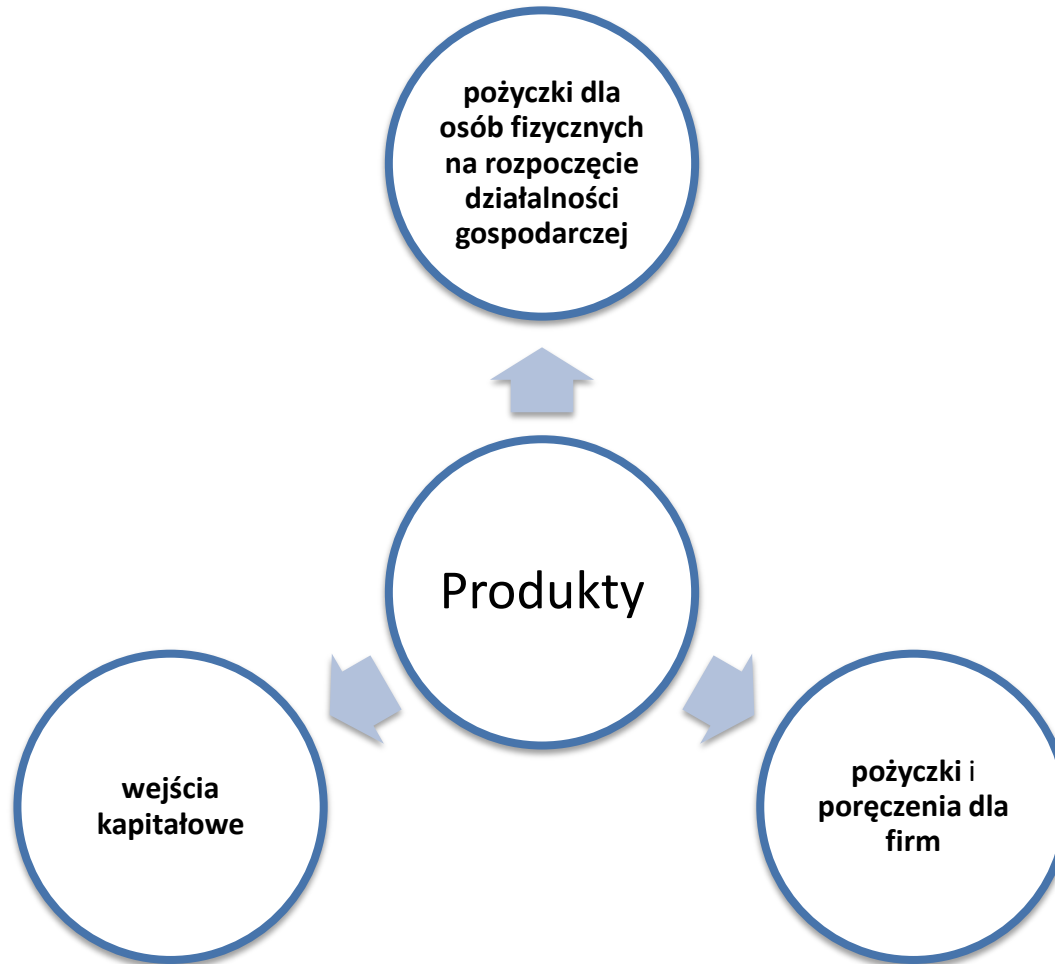 pożyczki dla
osób fizycznych
na rozpoczęcie
działalności
gospodarczej
Produkty
wejścia
kapitałowe
pożyczki i
poręczenia dla
firm